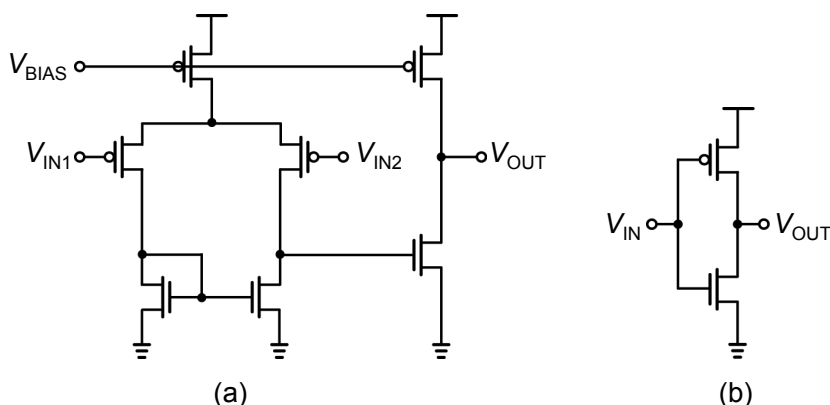 V_BIAS
V_IN1
V_IN2
V_OUT
V_IN
V_OUT
(a)
(b)